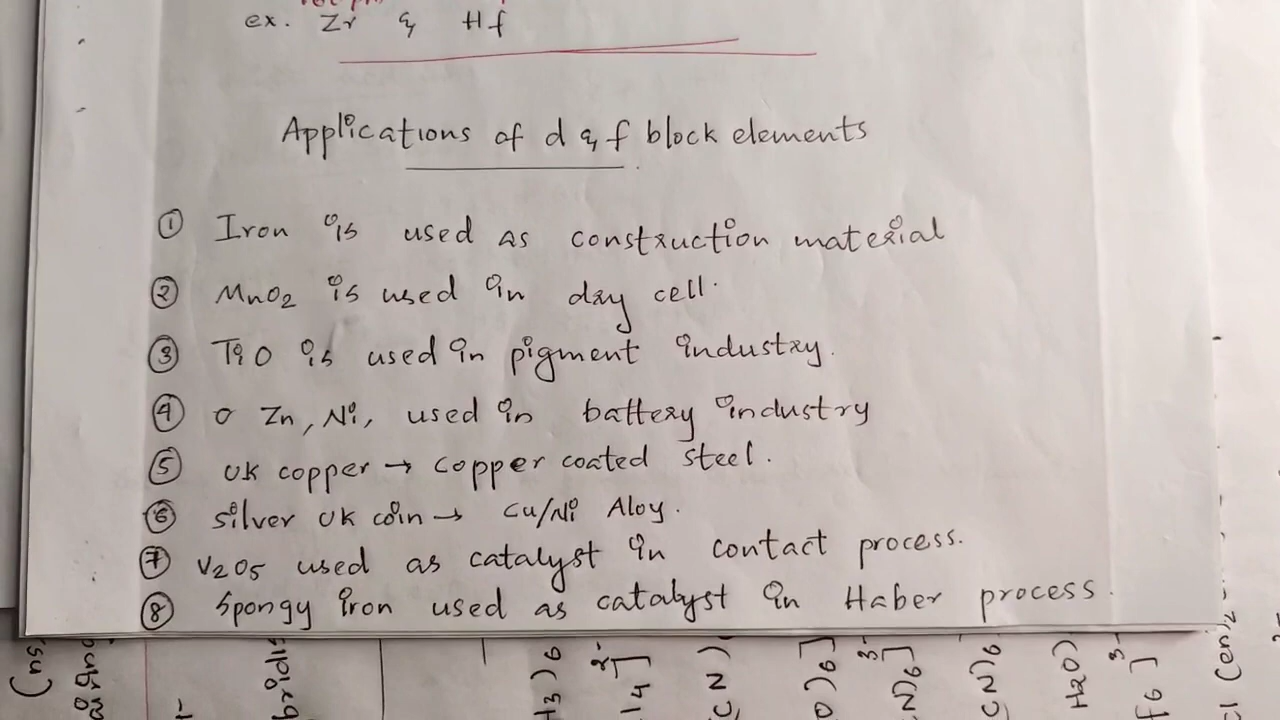 ex. Zr & Hf
Applications of d & f block elements
① Iron is used as construction material
② MnO2 is used in dry cell.
③ TiO is used in pigment industry.
④ Zn, Ni, used in battery industry
⑤ UK copper → copper coated steel.
⑥ silver UK coin → Cu/Ni Aloy.
⑦ V2O5 used as catalyst in contact process.
⑧ Spongy iron used as catalyst in Haber process.